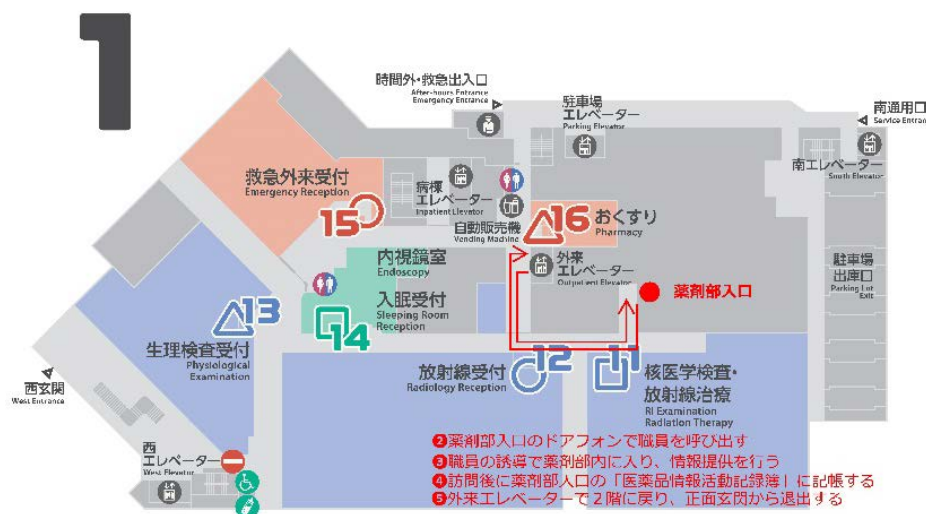 1
時間外・救急出入口
After-hours Entrance
Emergency Entrance
駐車場
エレベーター
Parking Elevator
南通用口
Service Entran
南エレベーター
South Elevator
救急外来受付
Emergency Reception
15
病棟
エレベーター
Inpatient Elevator
自動販売機
Vending Machine
16
おくすり
Pharmacy
内視鏡室
Endoscopy
外来
エレベーター
Outpatient Elevator
薬剤部入口
駐車場
出庫口
Parking Lot
Exit
入眠受付
Sleeping Room
Reception
14
13
生理検査受付
Physiological
Examination
放射線受付
Radiology Reception
12
11
核医学検査・
放射線治療
RI Examination
Radiation Therapy
西玄関
West Entrance
西
エレベーター
West Elevator
❷薬剤部入口のドアフォンで職員を呼び出す
❸職員の誘導で薬剤部内に入り、情報提供を行う
❹訪問後に薬剤部入口の「医薬品情報活動記録簿」に記帳する
❺外来エレベーターで2階に戻り、正面玄関から退出する